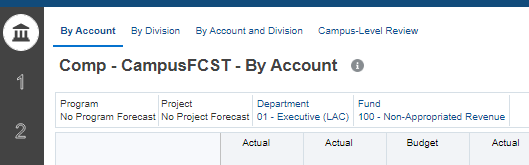 By Account By Division By Account and Division Campus-Level Review
Comp - CampusFCST - By Account
1
2
Program Project Department Fund
No Program Forecast No Project Forecast 01 - Executive (LAC) 100 - Non-Appropriated Revenue
Actual Actual Budget Actual